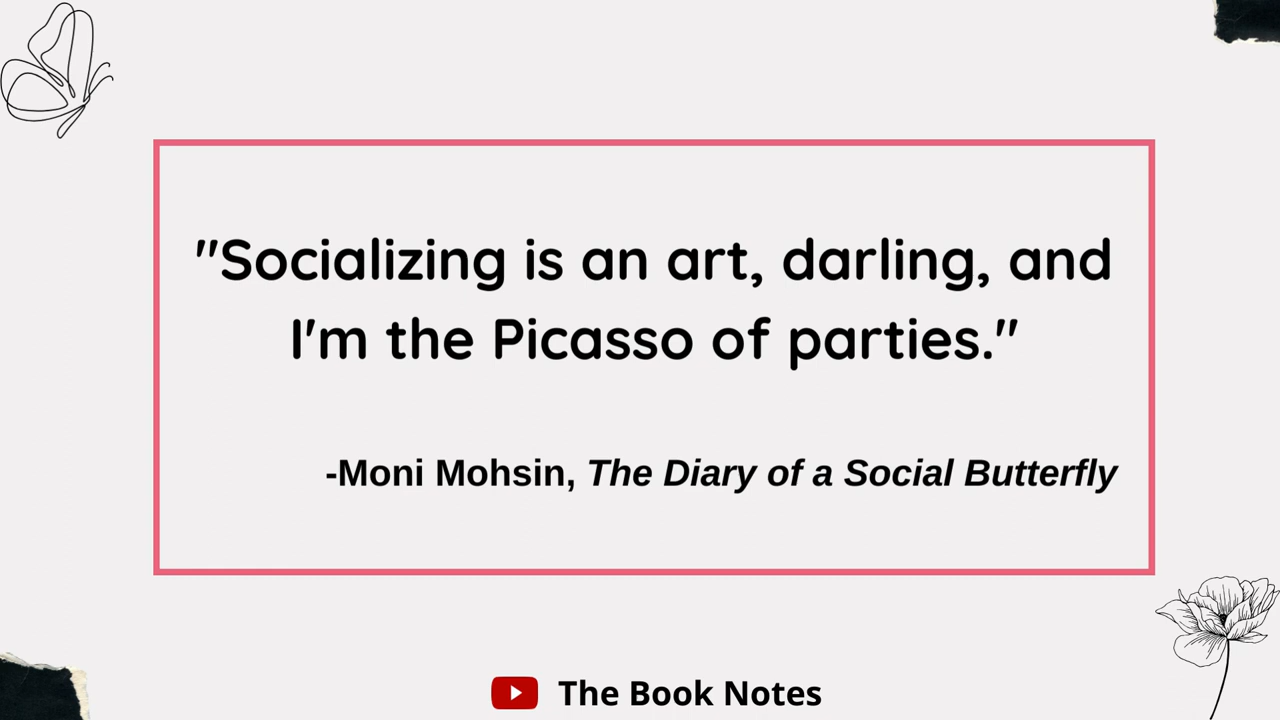 "Socializing is an art, darling, and
I'm the Picasso of parties."
-Moni Mohsin, The Diary of a Social Butterfly
The Book Notes